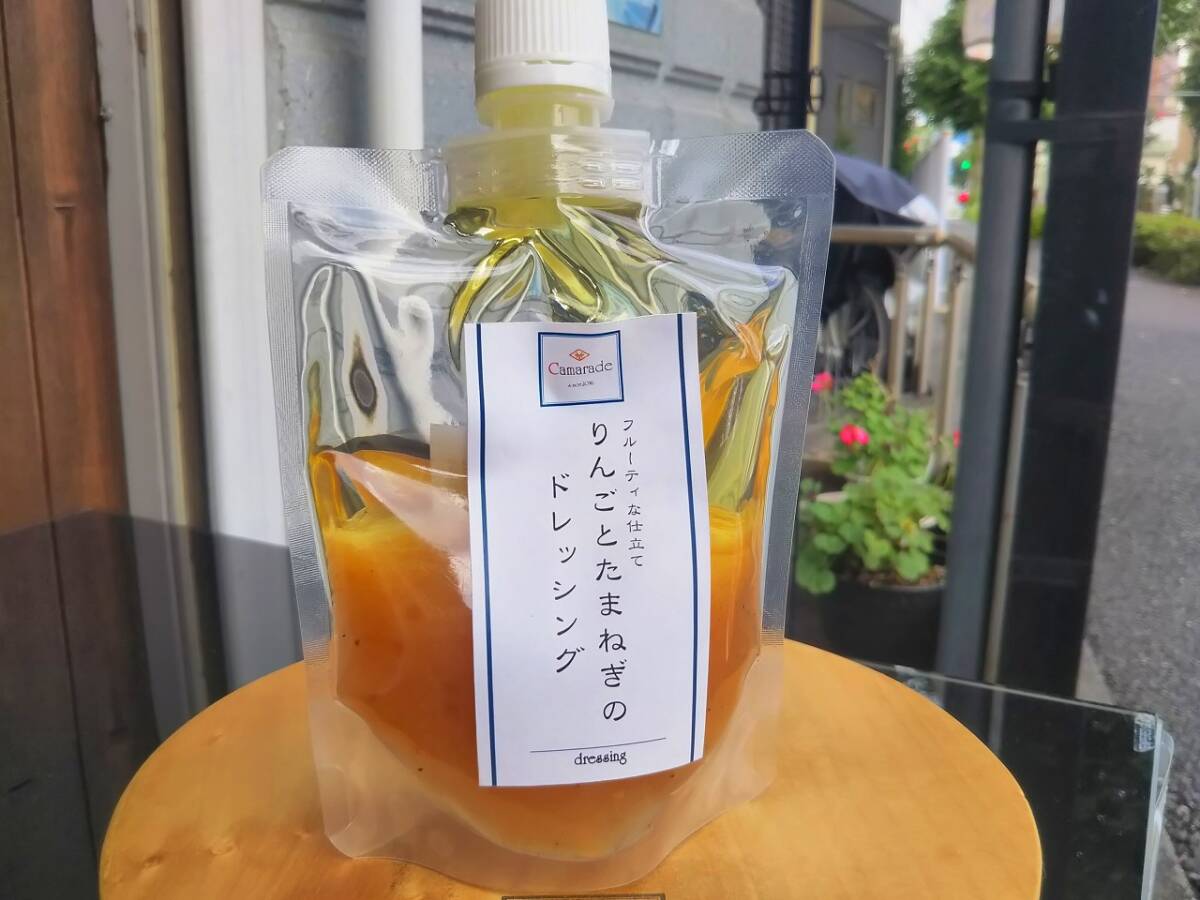 Camarade
フルーティな仕立て
りんごとたまねぎの
ドレッシング
dressing